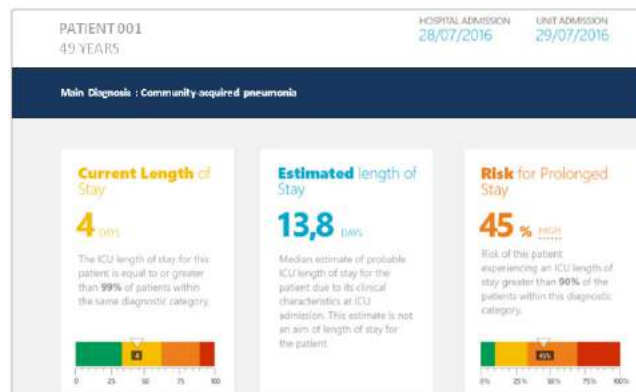 PATIENT 001
49 YEARS
HOSPITAL ADMISSION
28/07/2016
UNIT ADMISSION
29/07/2016
Main Diagnosis : Community-acquired pneumonia
Current Length of
Stay
4 DAYS
The ICU length of stay for this
patient is equal to or greater
than 99% of patients within
the same diagnostic category.
4
0 25 50 75 100
Estimated length of
Stay
13,8 DAYS
Median estimate of probable
ICU length of stay for the
patient due to its clinical
characteristics at ICU
admission. This estimate is not
an aim of length of stay for
the patient.
Risk for Prolonged
Stay
45 % HIGH
Risk of this patient
experiencing an ICU length of
stay greater than 90% of the
patients within this diagnostic
category.
45%
0% 25% 50% 75% 100%